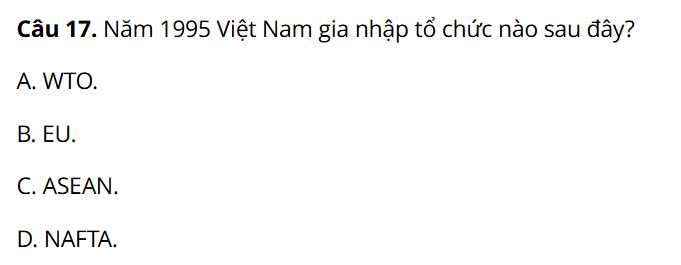 Câu 17. Năm 1995 Việt Nam gia nhập tổ chức nào sau đây?
A. WTO.
B. EU.
C. ASEAN.
D. NAFTA.